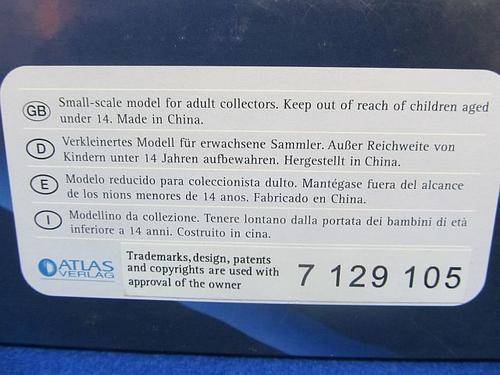 GB Small-scale model for adult collectors. Keep out of reach of children aged
under 14. Made in China.
D Verkleinertes Modell für erwachsene Sammler. Außer Reichweite von
Kindern unter 14 Jahren aufbewahren. Hergestellt in China.
E Modelo reducido para coleccionista dulto. Mantégase fuera del alcance
de los nions menores de 14 anos. Fabricado en China.
I Modellino da collezione. Tenere lontano dalla portata dei bambini di età
inferiore a 14 anni. Costruito in cina.
ATLAS
VERLAG
Trademarks, design, patents
and copyrights are used with
approval of the owner
7 129 105